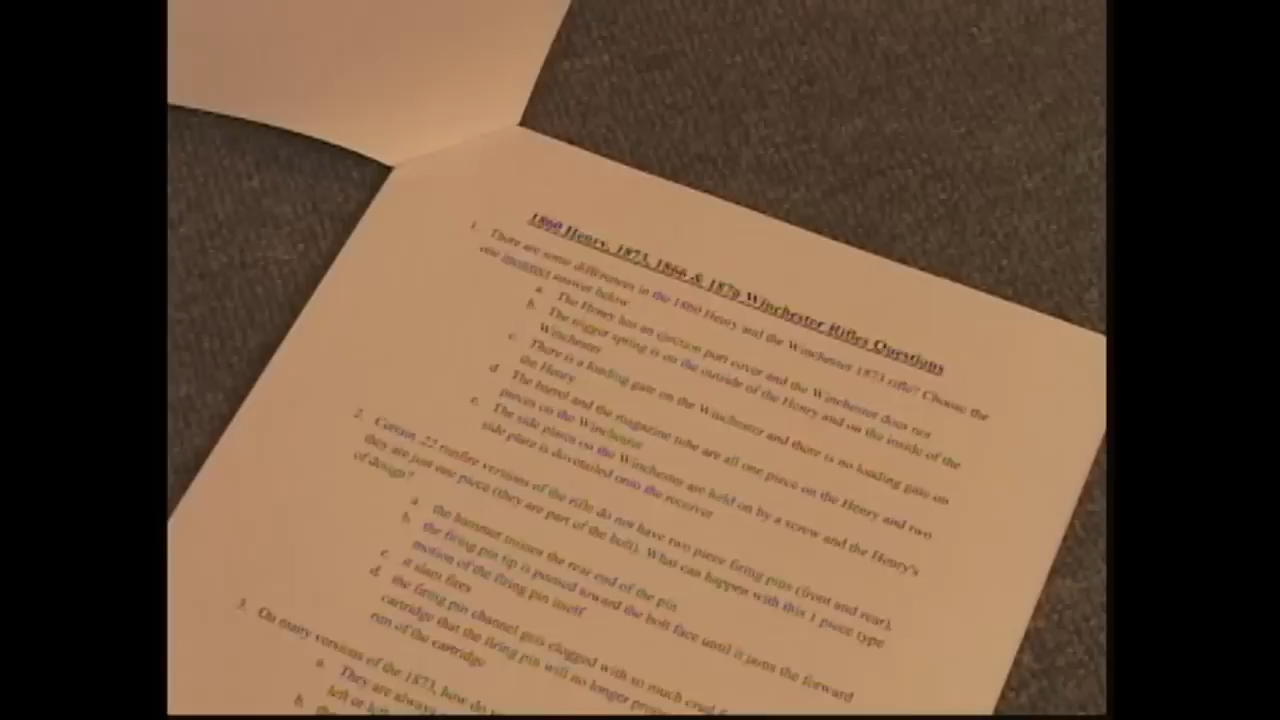 1860 Henry, 1873, 1866 & 1876 Winchester Rifles Questions
1. There are some differences in the 1860 Henry and the Winchester 1873 rifle? Choose the
one incorrect answer below
a. The Henry has an ejection port cover and the Winchester does not
b. The trigger spring is on the outside of the Henry and on the inside of the
Winchester
c. There is a loading gate on the Winchester and there is no loading gate on
the Henry
d. The barrel and the magazine tube are all one piece on the Henry and two
pieces on the Winchester
e. The side plates on the Winchester are held on by a screw and the Henry's
side plate is dovetailed onto the receiver
2. Certain .22 rimfire versions of the rifle do not have two piece firing pins (front and rear),
they are just one piece (they are part of the bolt). What can happen with this 1 piece type
of design?
a. the hammer misses the rear end of the pin
b. the firing pin tip is peened toward the bolt face until it jams the forward
motion of the firing pin itself
c. it slam fires
d. the firing pin channel gets clogged with so much crud
cartridge that the firing pin will no longer
rim of the cartridge
3. On many versions of the 1873, how do
a. They are always
left or
b. the